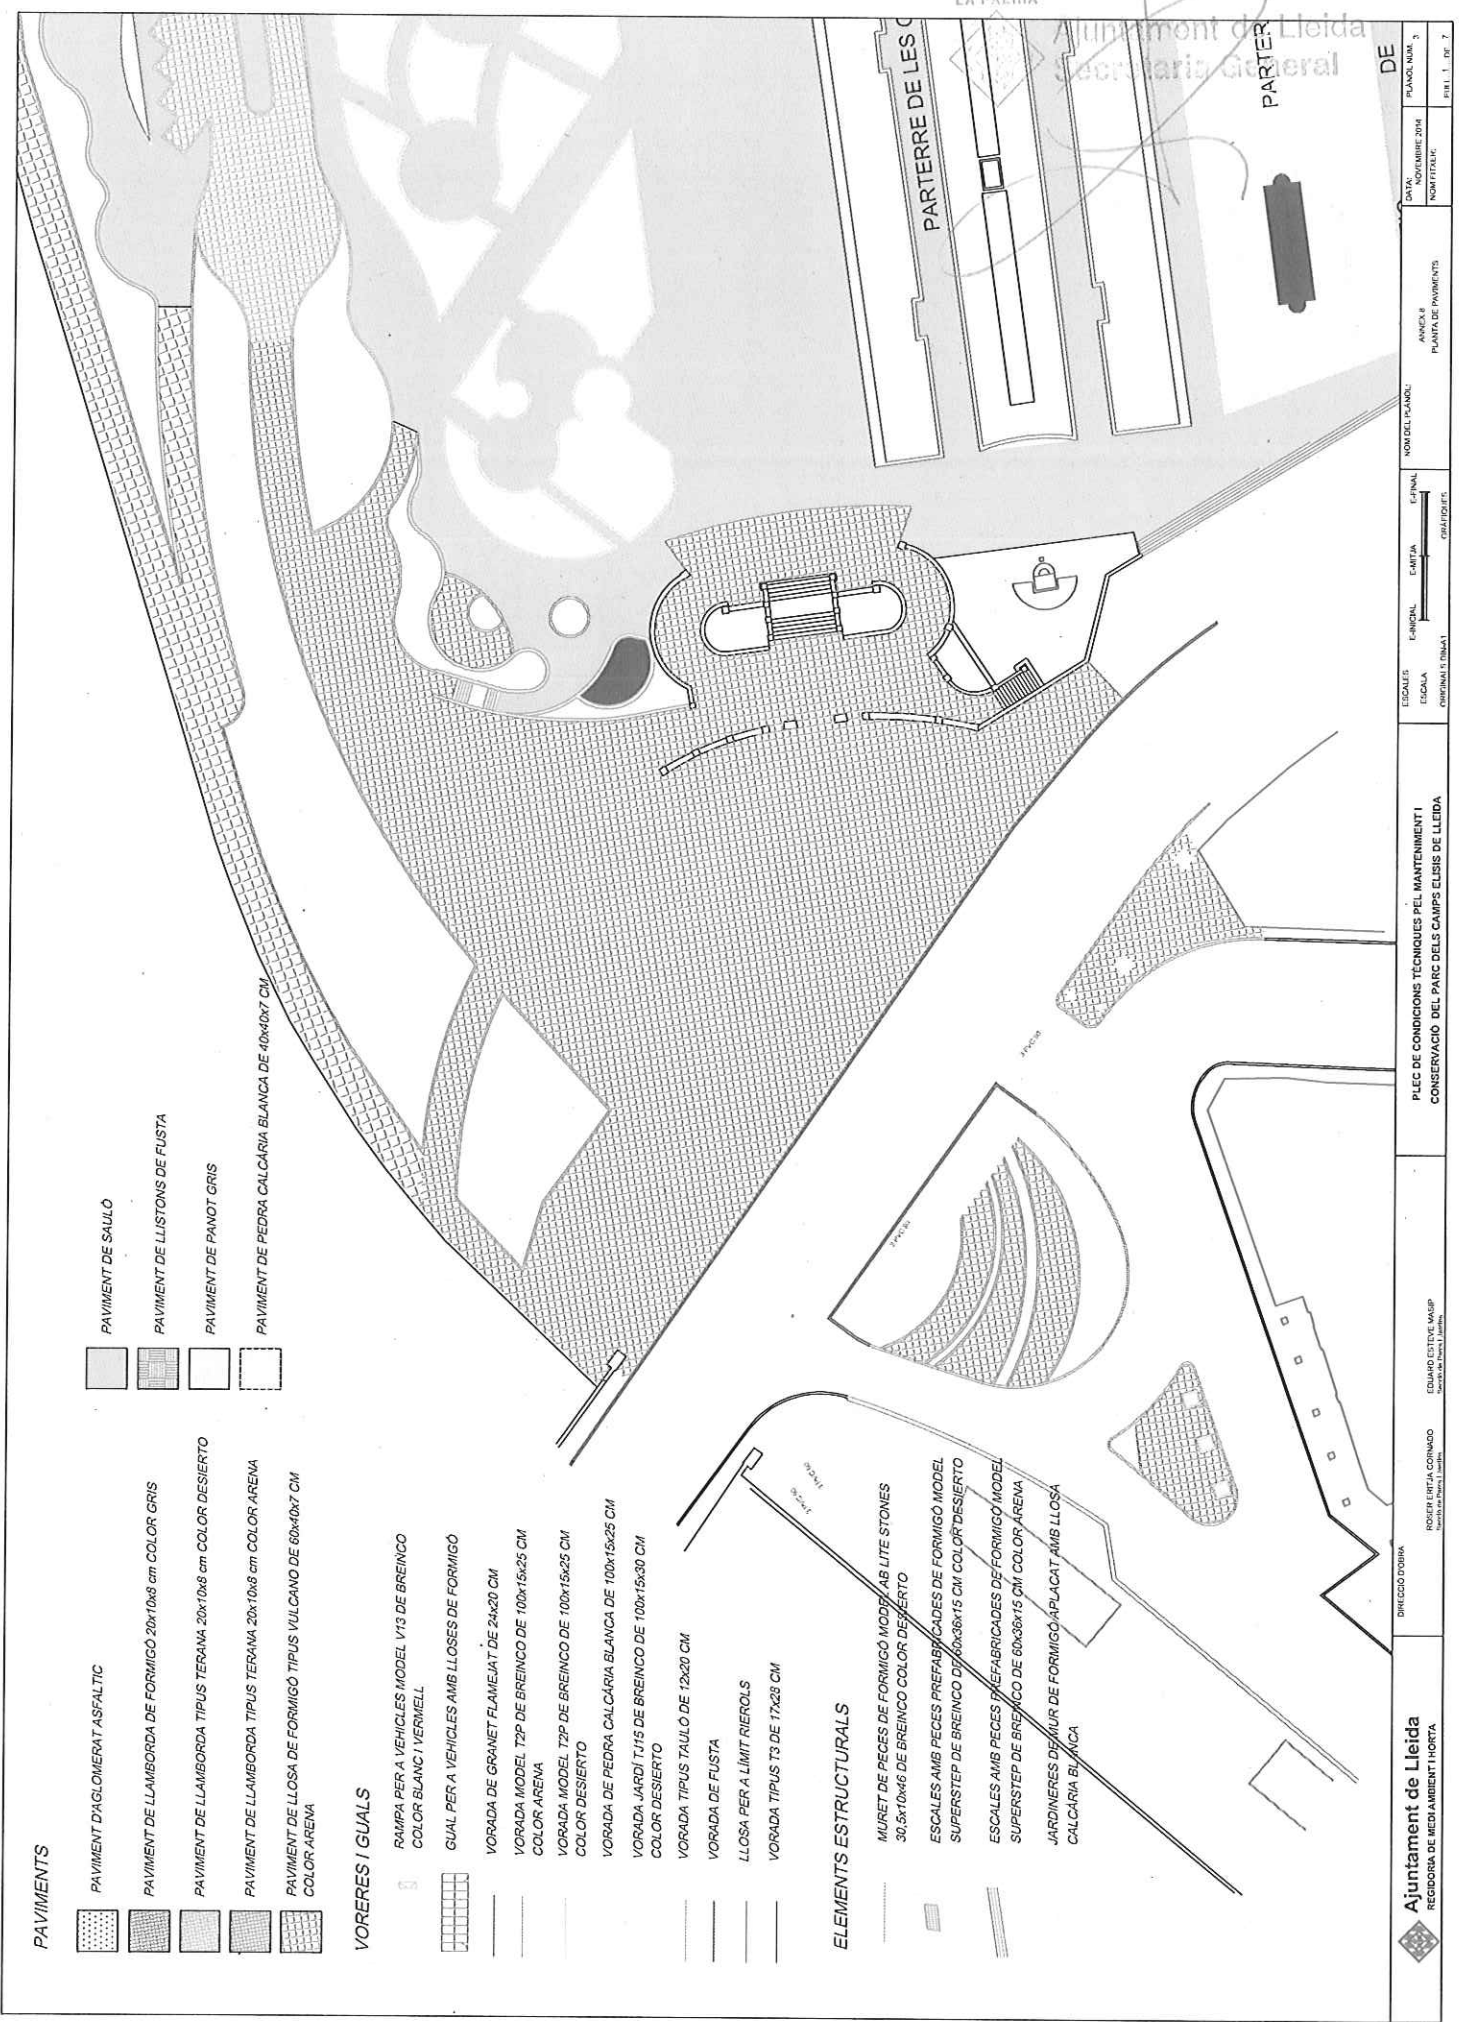 PAVIMENTS
PAVIMENT D'AGLOMERAT ASFALTIC
PAVIMENT DE LLAMBORDA DE FORMIGÓ 20x10x8 cm COLOR GRIS
PAVIMENT DE LLAMBORDA TIPUS TERANA 20x10x8 cm COLOR DESIERTO
PAVIMENT DE LLAMBORDA TIPUS TERANA 20x10x8 cm COLOR ARENA
PAVIMENT DE LLOSA DE FORMIGÓ TIPUS VULCANO DE 60x40x7 CM
COLOR ARENA
PAVIMENT DE SAULÓ
PAVIMENT DE LLISTONS DE FUSTA
PAVIMENT DE PANOT GRIS
PAVIMENT DE PEDRA CALCÀRIA BLANCA DE 40x40x7 CM
VORERES I GUALS
RAMPA PER A VEHICLES MODEL V13 DE BREINCO
COLOR BLANC I VERMELL
GUAL PER A VEHICLES AMB LLOSES DE FORMIGÓ
VORADA DE GRANET FLAMEJAT DE 24x20 CM
VORADA MODEL T2P DE BREINCO DE 100x15x25 CM
COLOR ARENA
VORADA MODEL T2P DE BREINCO DE 100x15x25 CM
COLOR DESIERTO
VORADA DE PEDRA CALCÀRIA BLANCA DE 100x15x25 CM
VORADA JARDÍ TJ15 DE BREINCO DE 100x15x30 CM
COLOR DESIERTO
VORADA TIPUS TAULÓ DE 12x20 CM
VORADA DE FUSTA
LLOSA PER A LÍMIT RIEROLS
VORADA TIPUS T3 DE 17x28 CM
ELEMENTS ESTRUCTURALS
MURET DE PECES DE FORMIGÓ MODEL AB LITE STONES
30,5x10x46 DE BREINCO COLOR DESIERTO
ESCALES AMB PECES PREFABRICADES DE FORMIGÓ MODEL
SUPERSTEP DE BREINCO DE 60x36x15 CM COLOR DESIERTO
ESCALES AMB PECES PREFABRICADES DE FORMIGÓ MODEL
SUPERSTEP DE BREINCO DE 60x36x15 CM COLOR ARENA
JARDINERES DE MUR DE FORMIGÓ APLACAT AMB LLOSA
CALCÀRIA BLANCA
PARTERRE DE LES
PARTER
DE
Ajuntament de Lleida
Secretaria General
Ajuntament de Lleida
REGIDORIA DE MEDI AMBIENT I HORTA
DIRECCIÓ D'OBRA
ROSER ERITJA CORNADO
EDUARD ESTEVE MASIP
PLEC DE CONDICIONS TÈCNIQUES PEL MANTENIMENT I
CONSERVACIÓ DEL PARC DELS CAMPS ELISIS DE LLEIDA
ESCALES
ESCALA
E-INICIAL
E-MITJA
E-FINAL
GRÀFIQUES
NOM DEL PLÀNOL:
ANNEX 8
PLANTA DE PAVIMENTS
DATA:
NOVEMBRE 2014
NOM FITXER:
PLÀNOL NUM. 3